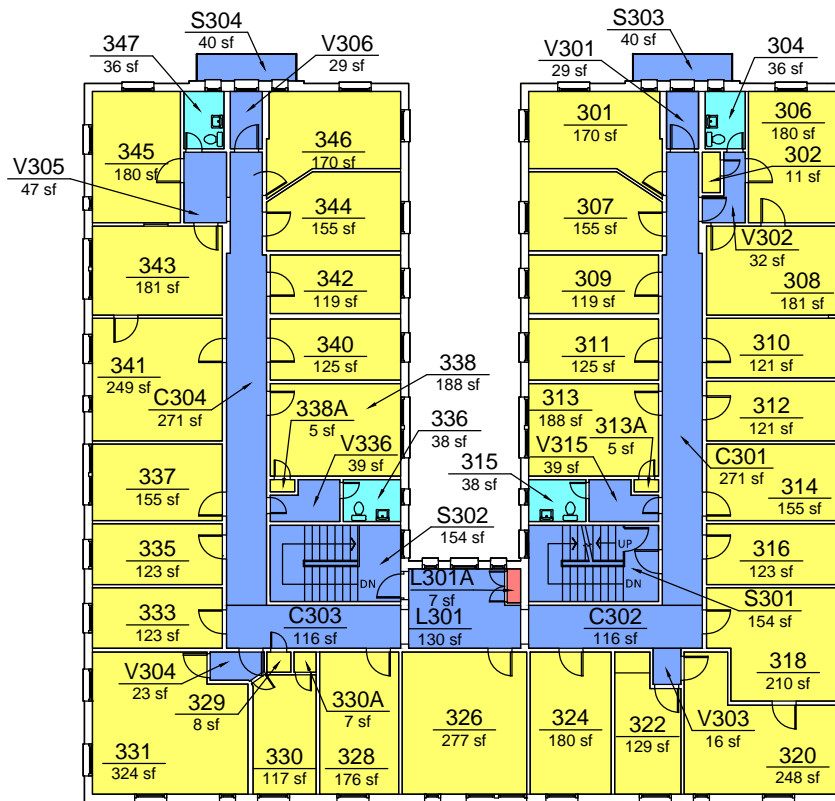 S304
40 sf
S303
40 sf
347
36 sf
V306
29 sf
V301
29 sf
304
36 sf
345
180 sf
346
170 sf
301
170 sf
306
180 sf
V305
47 sf
302
11 sf
344
155 sf
307
155 sf
V302
32 sf
343
181 sf
342
119 sf
309
119 sf
308
181 sf
341
249 sf
340
125 sf
311
125 sf
310
121 sf
C304
271 sf
338
188 sf
313
188 sf
312
121 sf
338A
5 sf
336
38 sf
313A
5 sf
V336
39 sf
V315
39 sf
C301
271 sf
337
155 sf
315
38 sf
314
155 sf
S302
154 sf
335
123 sf
UP
316
123 sf
DN
L301A
7 sf
DN
S301
154 sf
333
123 sf
C303
116 sf
L301
130 sf
C302
116 sf
V304
23 sf
318
210 sf
329
8 sf
330A
7 sf
326
277 sf
324
180 sf
322
129 sf
V303
16 sf
331
324 sf
330
117 sf
328
176 sf
320
248 sf